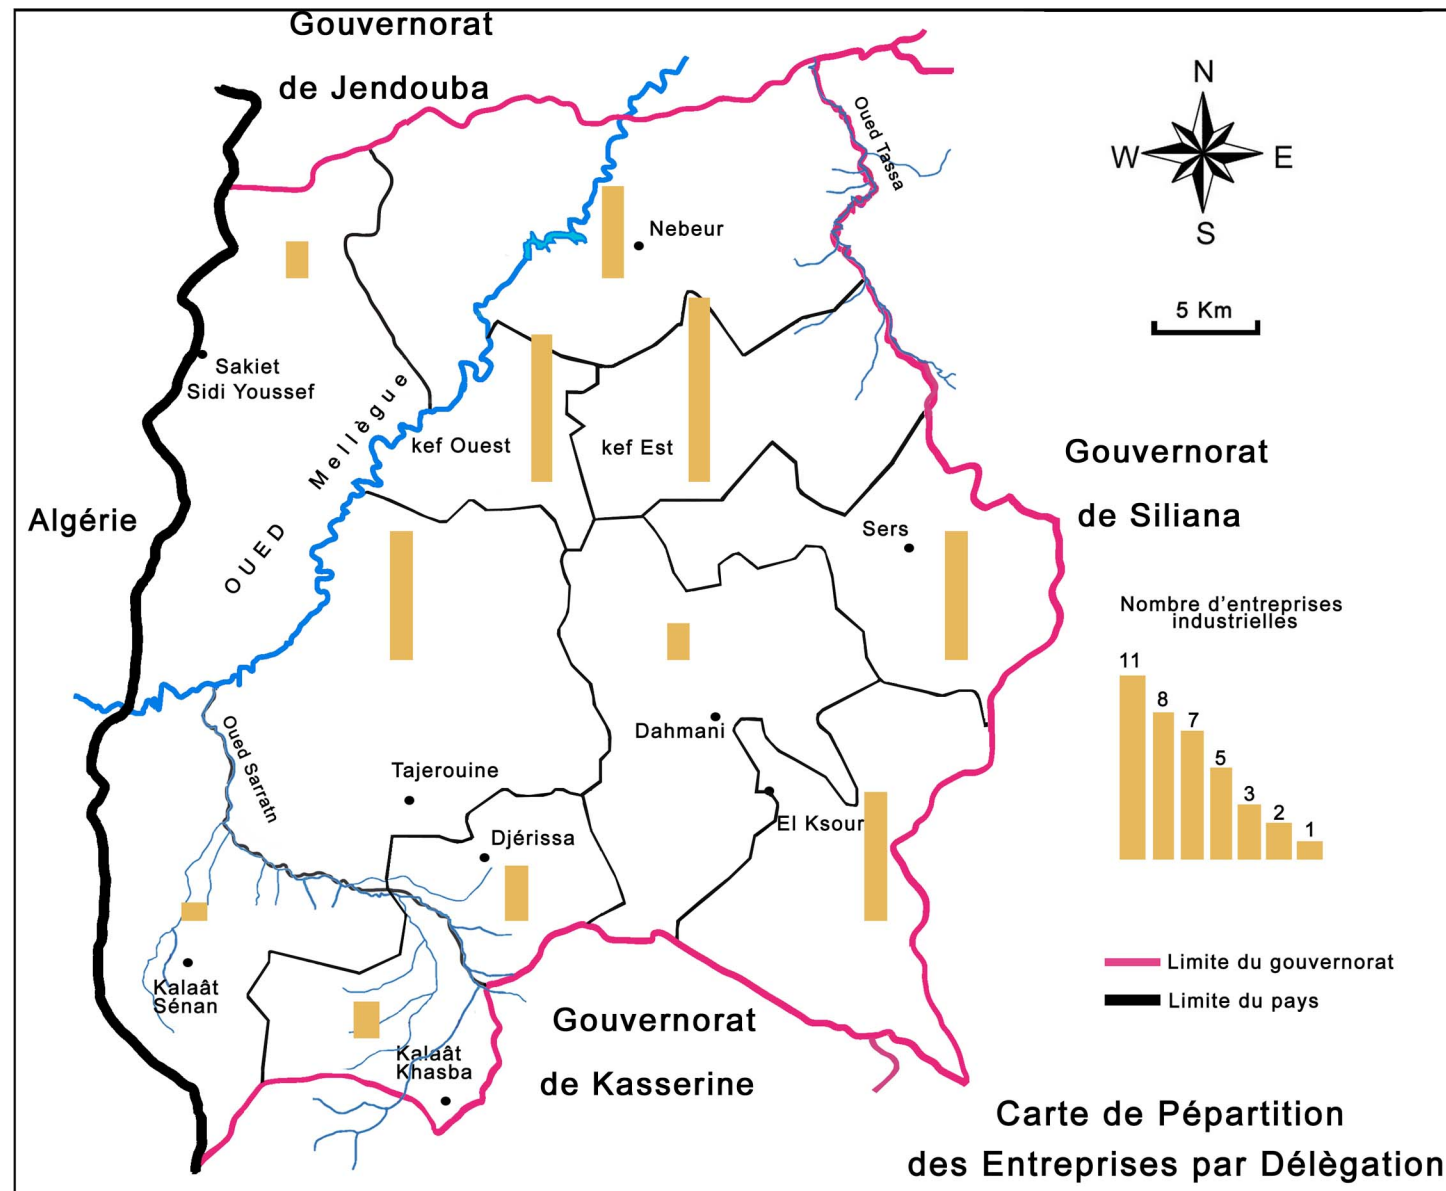 Gouvernorat
de Jendouba
N
W
E
S
Oued Tassa
Nebeur
5 Km
Sakiet
Sidi Youssef
OUED Mellègue
kef Ouest
kef Est
Gouvernorat
de Siliana
Algérie
Sers
Nombre d'entreprises
industrielles
11
8
7
5
3
2
1
Dahmani
Oued Sarratn
Tajerouine
El Ksour
Djérissa
Limite du gouvernorat
Limite du pays
Kalaât
Sénan
Gouvernorat
de Kasserine
Kalaât
Khasba
Carte de Pépartition
des Entreprises par Délègation